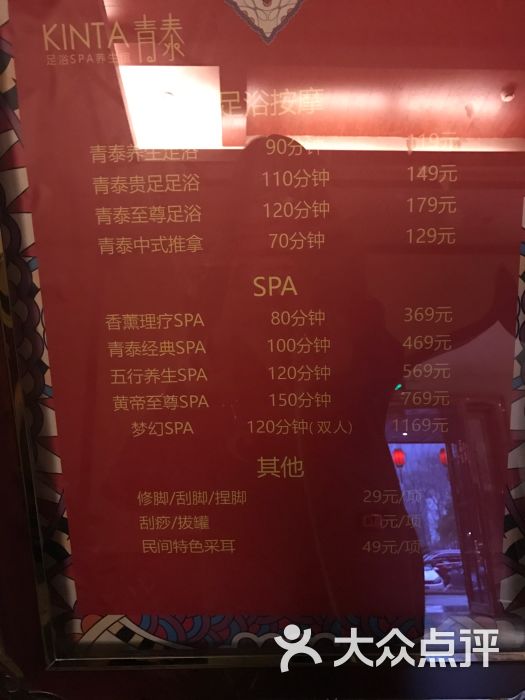 KINTA 青泰
足浴SPA养生
足浴按摩
青泰养生足浴 90分钟 119元
青泰贵足足浴 110分钟 149元
青泰至尊足浴 120分钟 179元
青泰中式推拿 70分钟 129元
SPA
香薰理疗SPA 80分钟 369元
青泰经典SPA 100分钟 469元
五行养生SPA 120分钟 569元
黄帝至尊SPA 150分钟 769元
梦幻SPA 120分钟(双人) 1169元
其他
修脚/刮脚/捏脚 29元/项
刮痧/拔罐 元/项
民间特色采耳 49元/项
大众点评